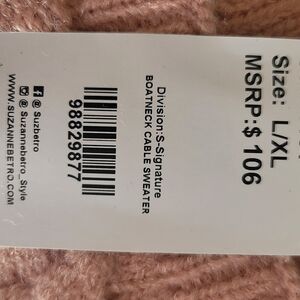 Size: L/XL
MSRP:$ 106
Division:S-Signature
BOATNECK CABLE SWEATER
98829877
@ Suzbetro
@ Suzannebetro_Style
WWW.SUZANNEBETRO.COM